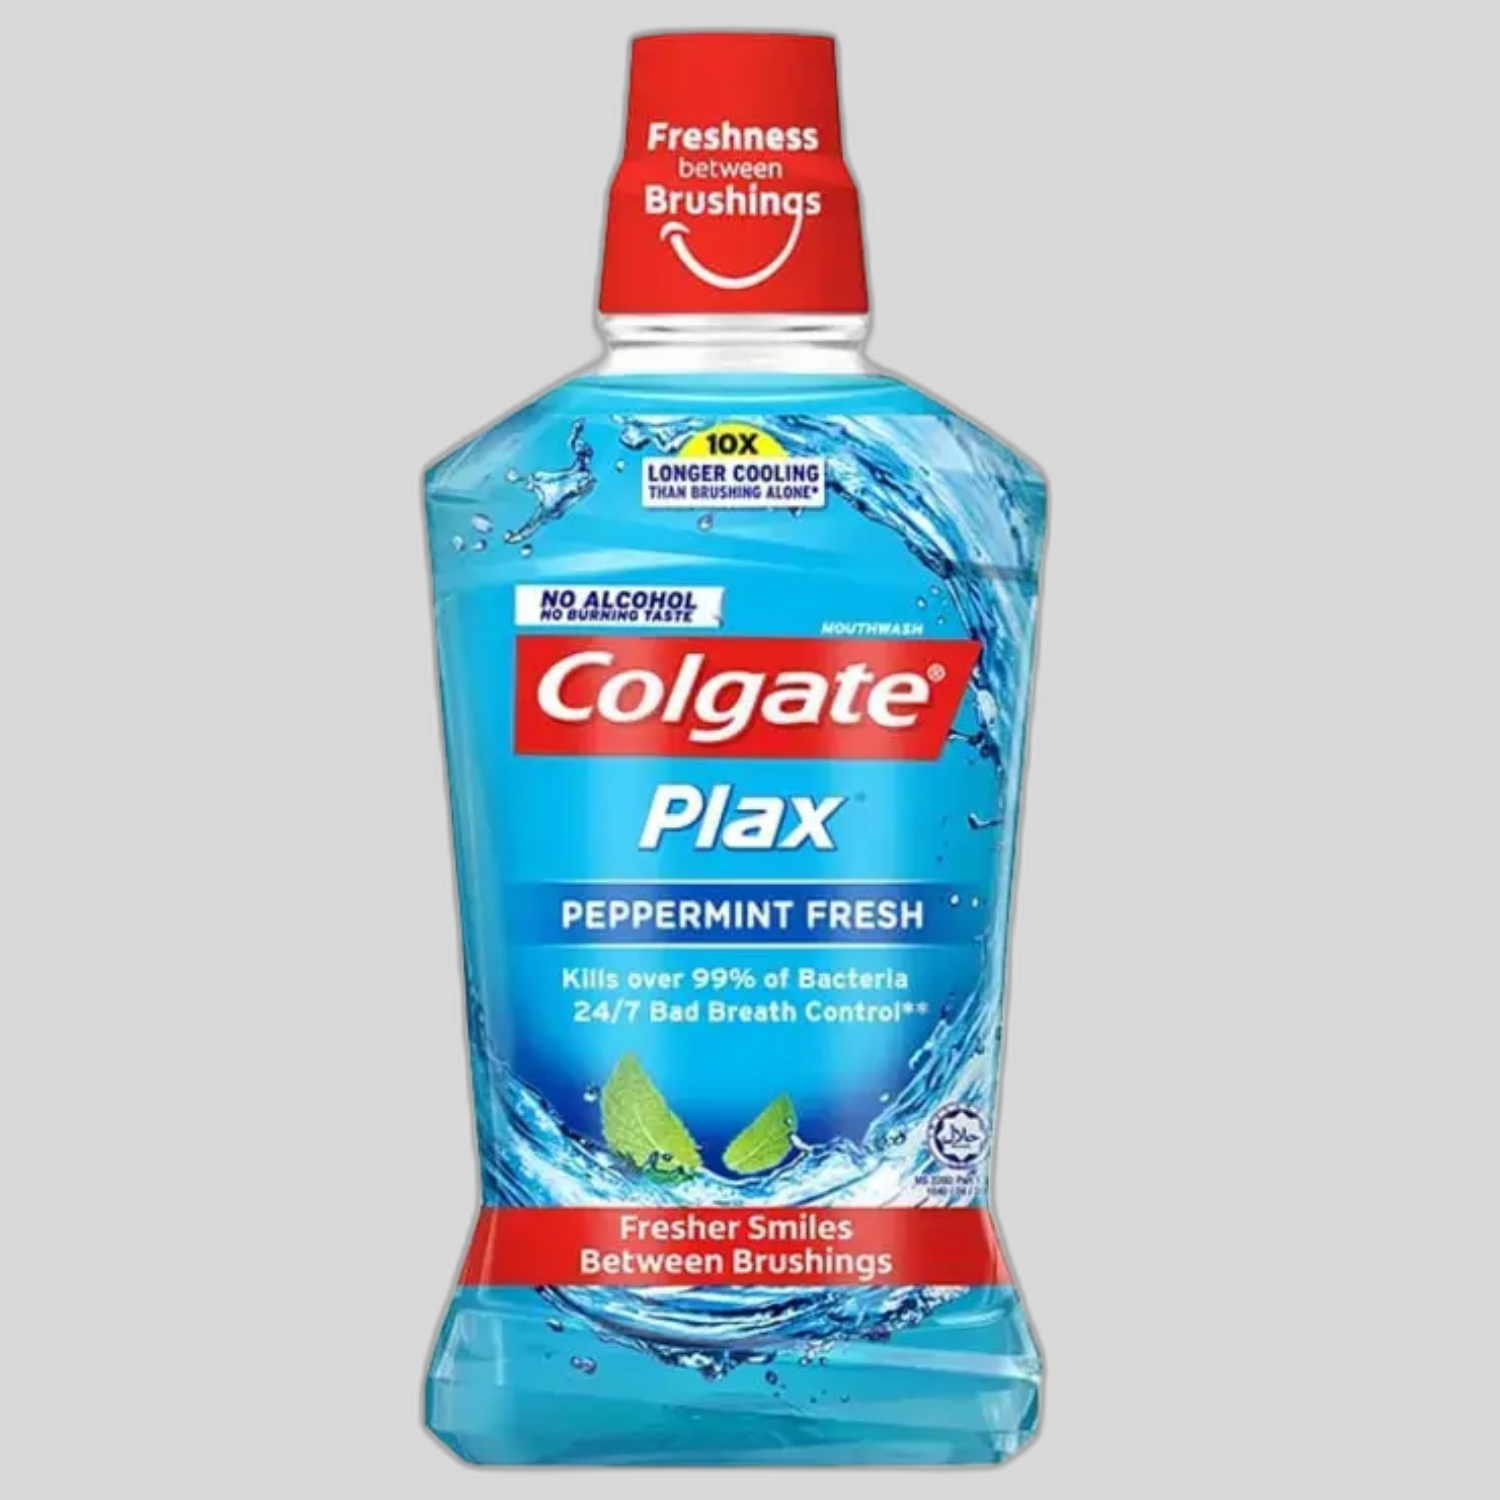 Freshness
between
Brushings
10X
LONGER COOLING
THAN BRUSHING ALONE*
NO ALCOHOL
NO BURNING TASTE
MOUTHWASH
Colgate®
Plax
PEPPERMINT FRESH
Kills over 99% of Bacteria
24/7 Bad Breath Control**
حلال
Fresher Smiles
Between Brushings